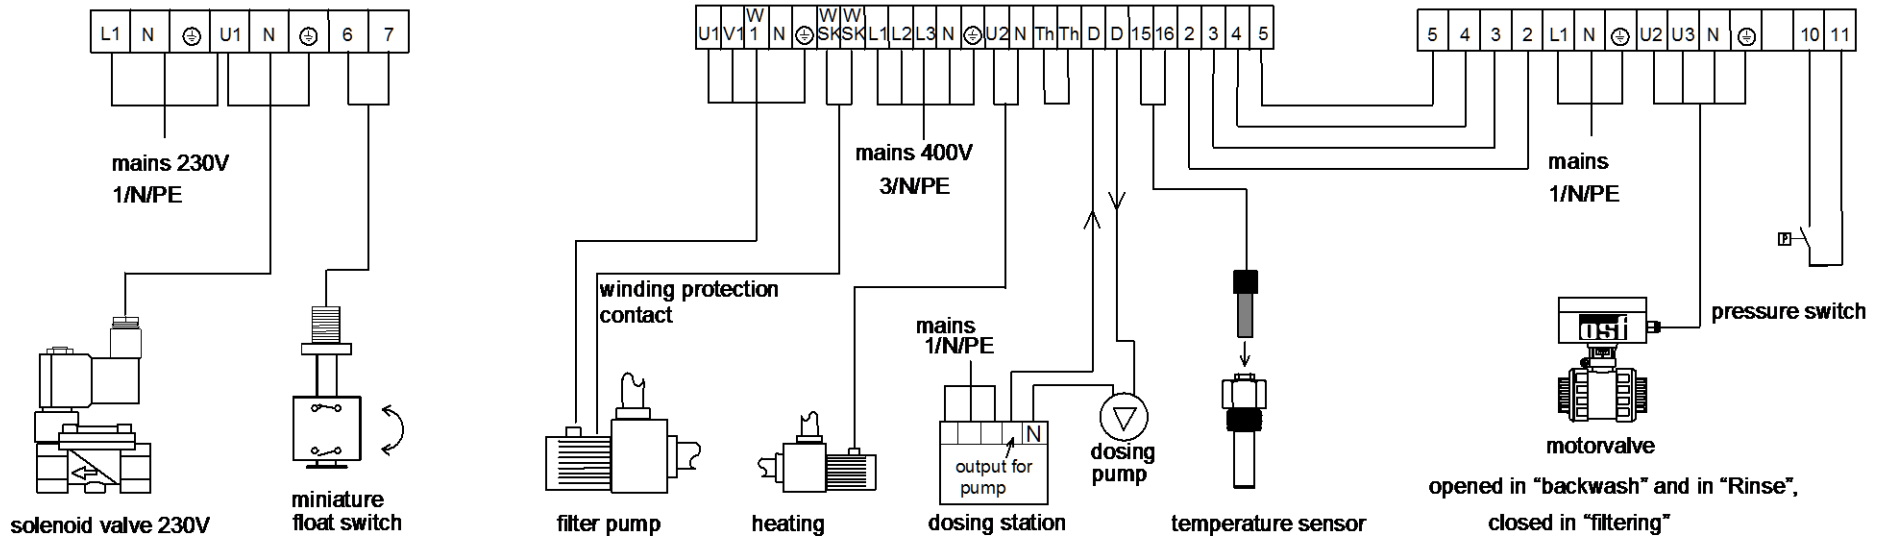 L1 N U1 N 6 7
mains 230V
1/N/PE
solenoid valve 230V
miniature
float switch
U1 V1 W 1 N W SK W SK L1 L2 L3 N U2 N Th Th D D 15 16 2 3 4 5
mains 400V
3/N/PE
winding protection
contact
mains
1/N/PE
N
output for
pump
dosing
pump
filter pump
heating
dosing station
temperature sensor
5 4 3 2 L1 N U2 U3 N 10 11
mains
1/N/PE
P
pressure switch
osf
motorvalve
opened in “backwash” and in “Rinse”,
closed in “filtering”